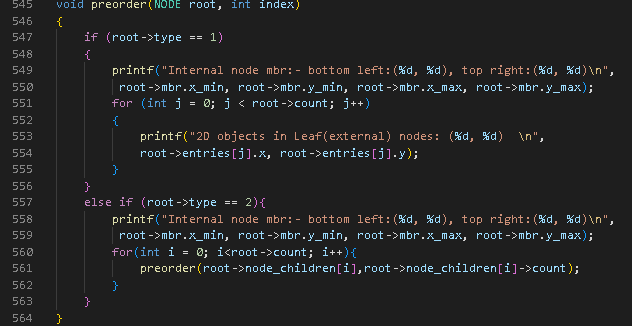 545 void preorder(NODE root, int index)
546 {
547 if (root->type == 1)
548 {
549 printf("Internal node mbr:- bottom left:(%d, %d), top right:(%d, %d)\n",
550 root->mbr.x_min, root->mbr.y_min, root->mbr.x_max, root->mbr.y_max);
551 for (int j = 0; j < root->count; j++)
552 {
553 printf("2D objects in Leaf(external) nodes: (%d, %d)  \n",
554 root->entries[j].x, root->entries[j].y);
555 }
556 }
557 else if (root->type == 2){
558 printf("Internal node mbr:- bottom left:(%d, %d), top right:(%d, %d)\n",
559 root->mbr.x_min, root->mbr.y_min, root->mbr.x_max, root->mbr.y_max);
560 for(int i = 0; i<root->count; i++){
561 preorder(root->node_children[i],root->node_children[i]->count);
562 }
563 }
564 }